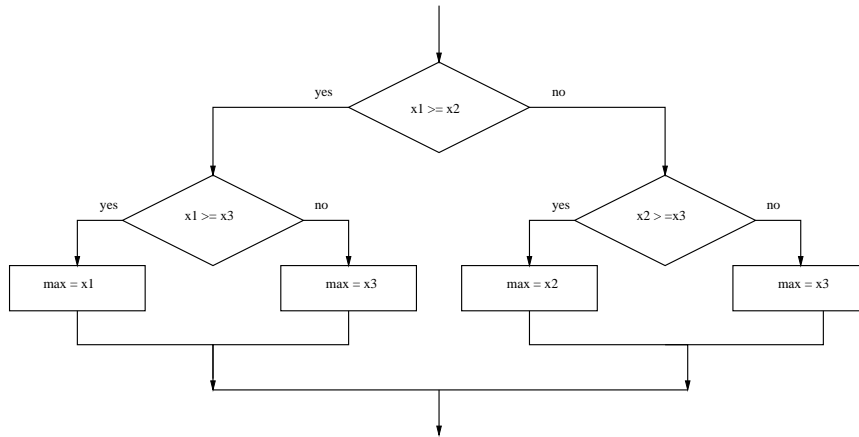 yes
no
x1 >= x2
yes
no
yes
no
x1 >= x3
x2 > =x3
max = x1
max = x3
max = x2
max = x3